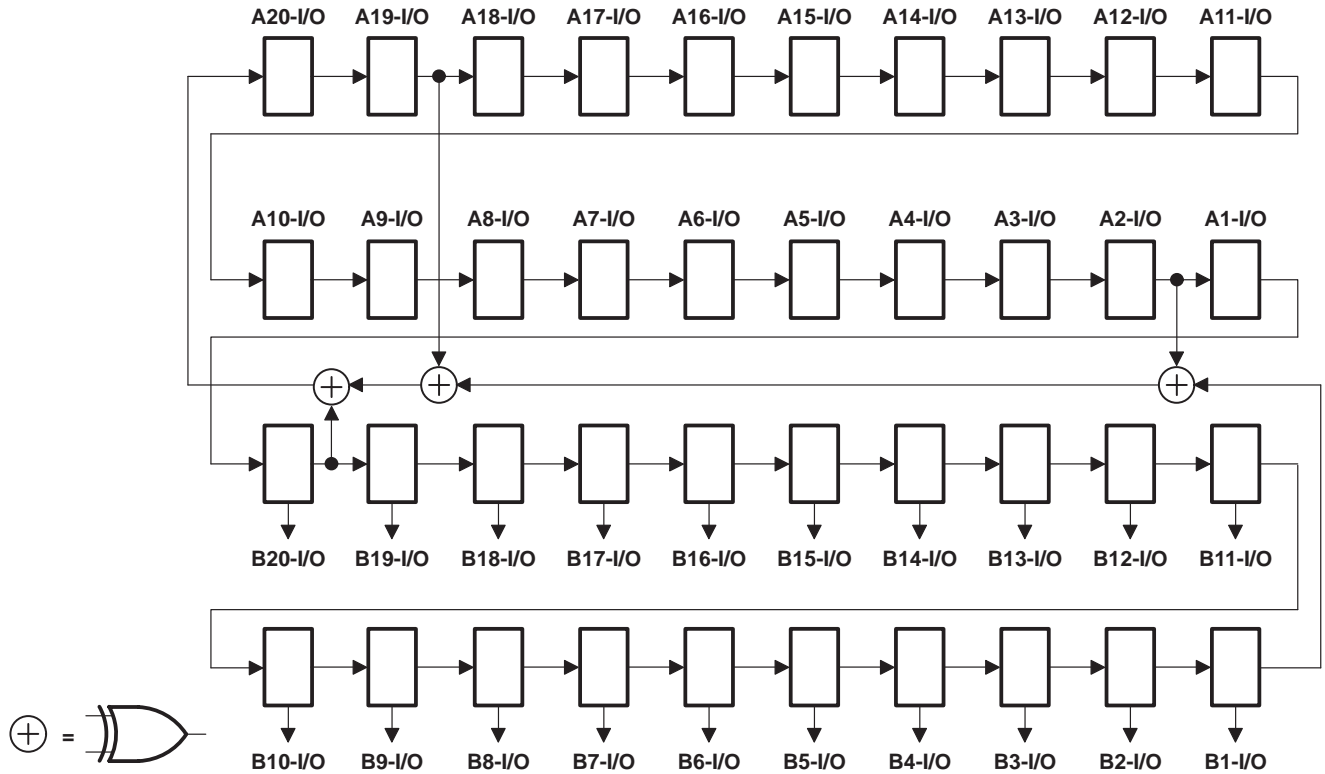 A20-I/O A19-I/O A18-I/O A17-I/O A16-I/O A15-I/O A14-I/O A13-I/O A12-I/O A11-I/O
A10-I/O A9-I/O A8-I/O A7-I/O A6-I/O A5-I/O A4-I/O A3-I/O A2-I/O A1-I/O
B20-I/O B19-I/O B18-I/O B17-I/O B16-I/O B15-I/O B14-I/O B13-I/O B12-I/O B11-I/O
=
B10-I/O B9-I/O B8-I/O B7-I/O B6-I/O B5-I/O B4-I/O B3-I/O B2-I/O B1-I/O